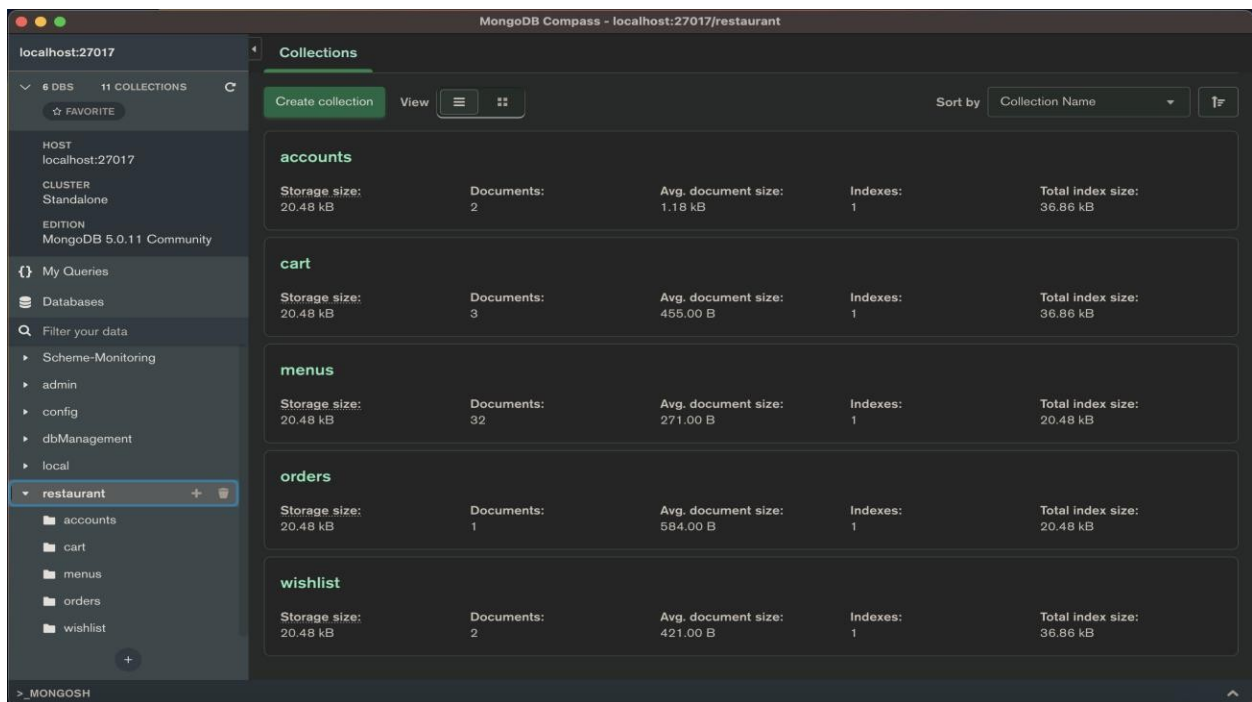 MongoDB Compass - localhost:27017/restaurant
localhost:27017
6 DBS 11 COLLECTIONS
FAVORITE
HOST
localhost:27017
CLUSTER
Standalone
EDITION
MongoDB 5.0.11 Community
{} My Queries
Databases
Filter your data
Scheme-Monitoring
admin
config
dbManagement
local
restaurant
accounts
cart
menus
orders
wishlist
+
>_MONGOSH
Collections
Create collection View Sort by Collection Name
accounts
Storage size: Documents: Avg. document size: Indexes: Total index size:
20.48 kB 2 1.18 kB 1 36.86 kB
cart
Storage size: Documents: Avg. document size: Indexes: Total index size:
20.48 kB 3 455.00 B 1 36.86 kB
menus
Storage size: Documents: Avg. document size: Indexes: Total index size:
20.48 kB 32 271.00 B 1 20.48 kB
orders
Storage size: Documents: Avg. document size: Indexes: Total index size:
20.48 kB 1 584.00 B 1 20.48 kB
wishlist
Storage size: Documents: Avg. document size: Indexes: Total index size:
20.48 kB 2 421.00 B 1 36.86 kB